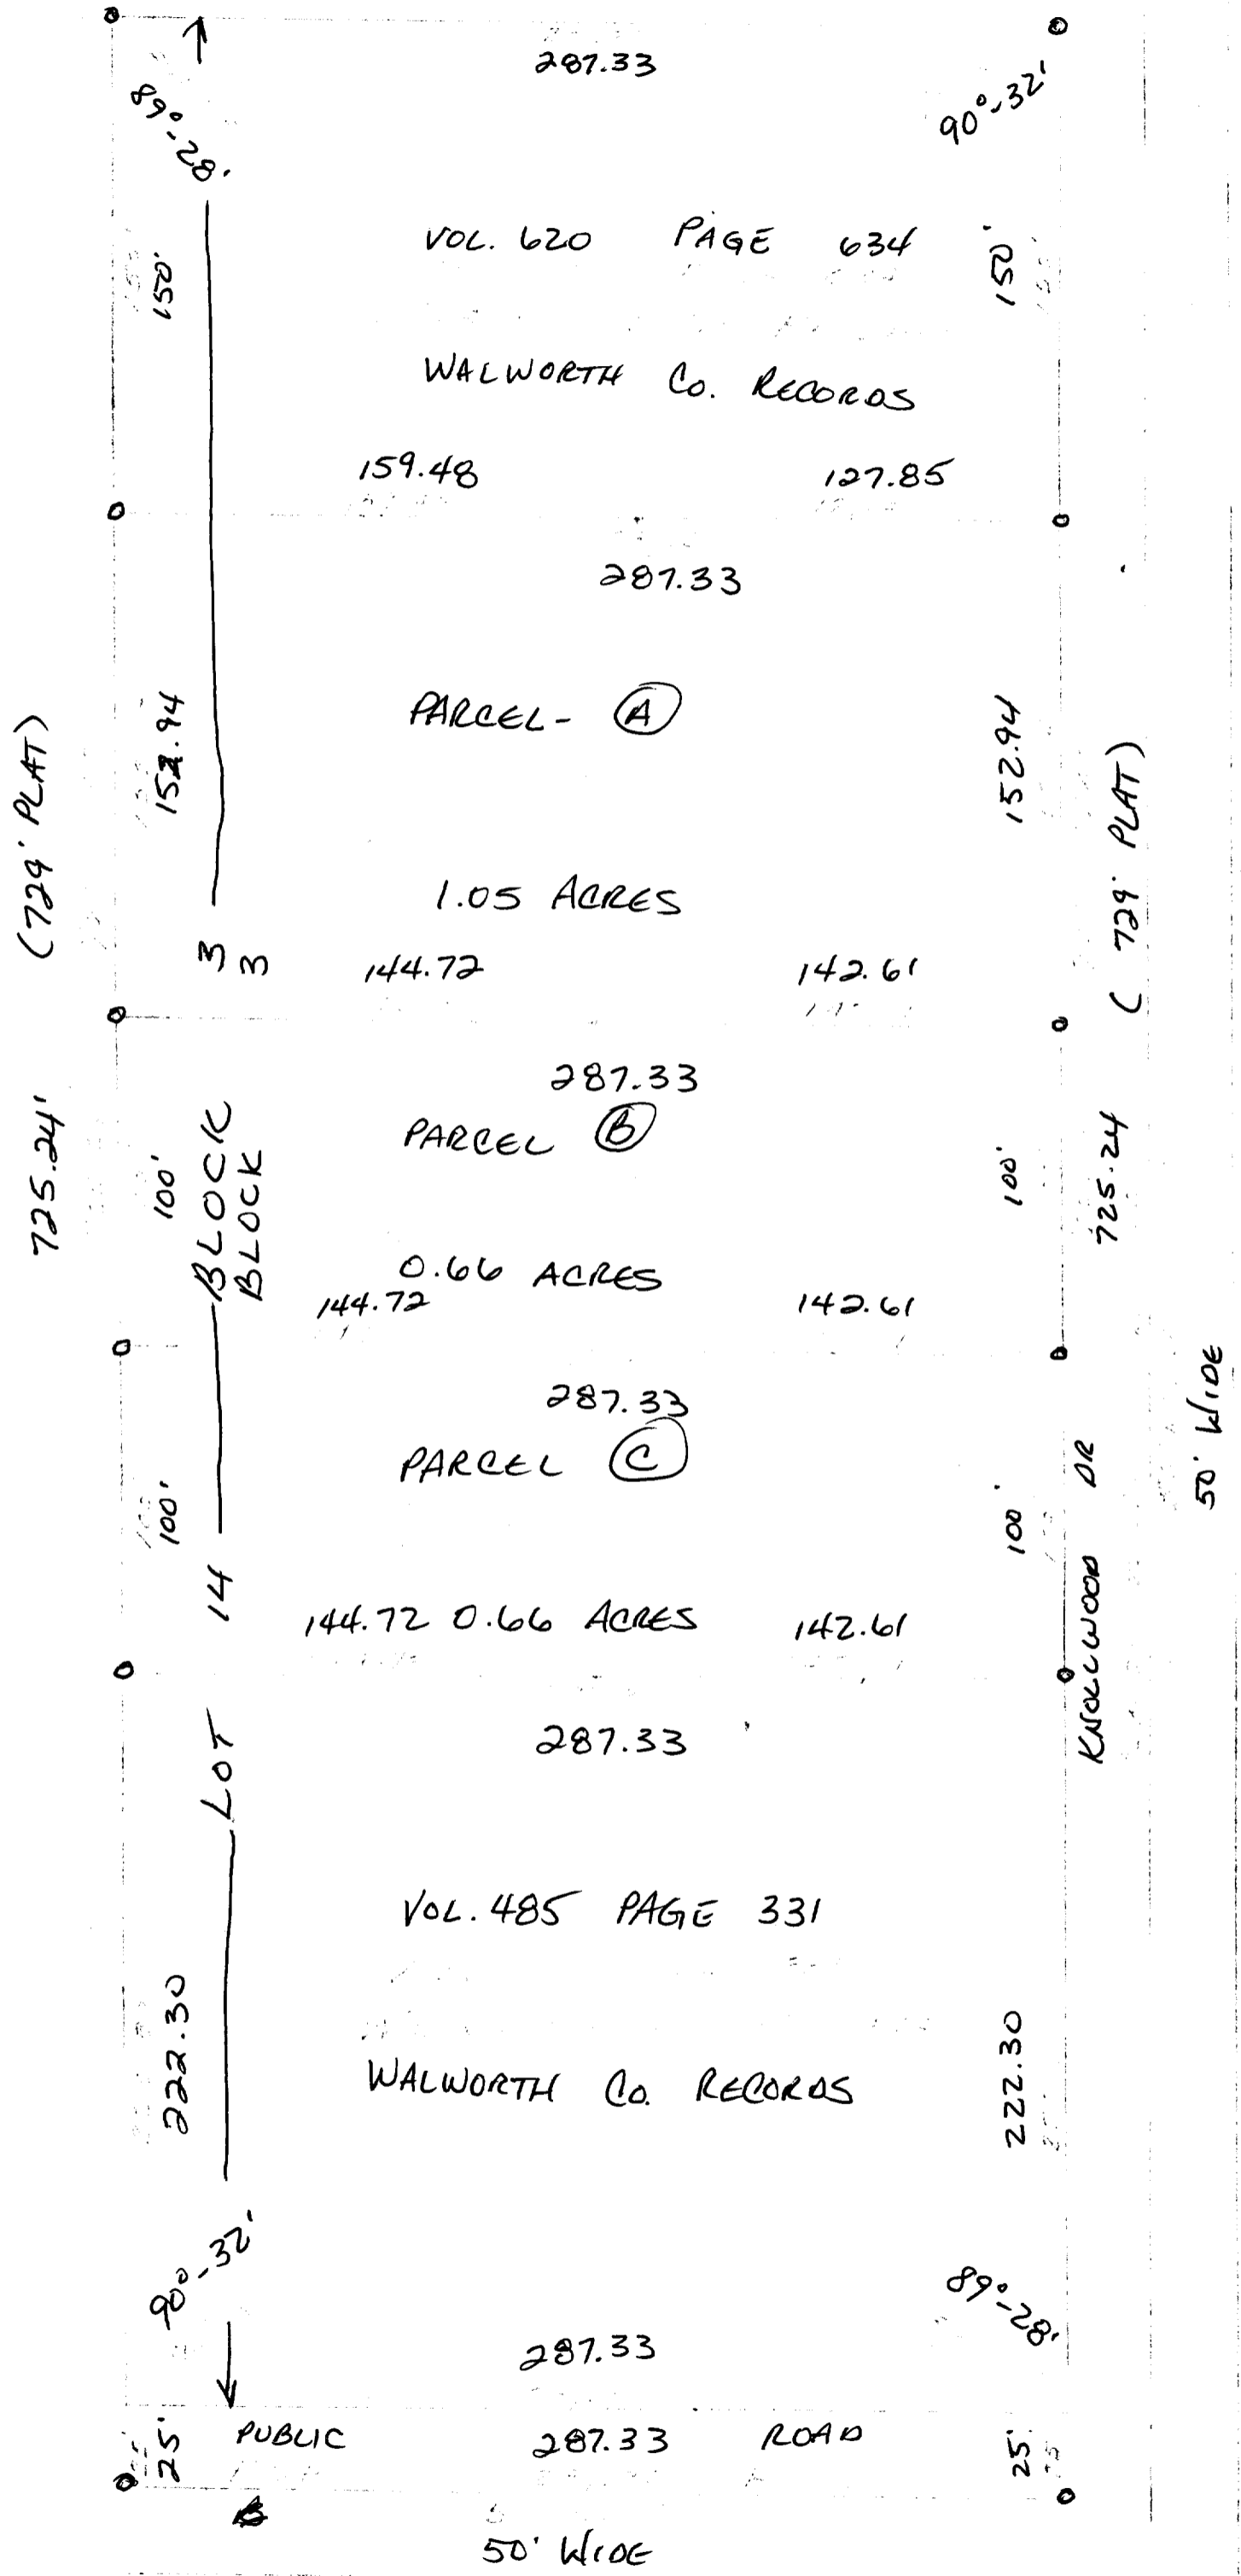 287.33
89°-28'
90°-32'
VOL. 620 PAGE 634
150'
150'
WALWORTH CO. RECORDS
159.48 127.85
287.33
PARCEL- A
152.94
152.94
(729' PLAT)
(729' PLAT)
1.05 ACRES
3
3
144.72 142.61
287.33
PARCEL B
725.24'
100'
BLOCK
BLOCK
100'
725.24
0.66 ACRES
144.72 142.61
287.33
PARCEL C
50' WIDE
100'
100'
KNOLLWOOD DR
14
144.72 0.66 ACRES 142.61
LOT
287.33
VOL. 485 PAGE 331
222.30
222.30
WALWORTH CO. RECORDS
90°-32'
89°-28'
287.33
25' PUBLIC 287.33 ROAD 25'
50' WIDE